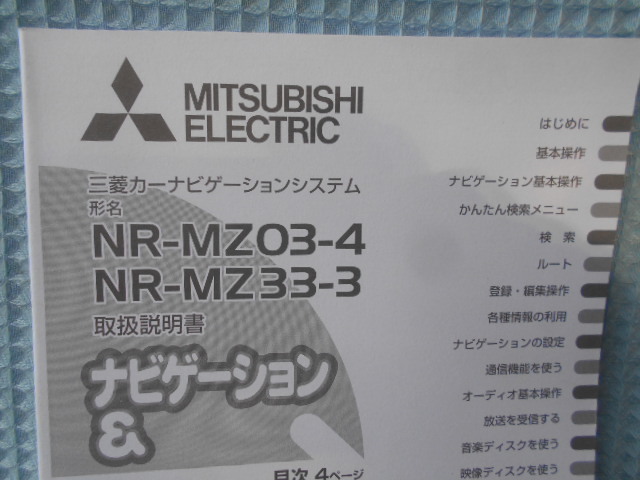 MITSUBISHI
ELECTRIC
三菱カーナビゲーションシステム
形名
NR-MZ03-4
NR-MZ33-3
取扱説明書
ナビゲーション
&
目次 4ページ
はじめに
基本操作
ナビゲーション基本操作
かんたん検索メニュー
検 索
ルート
登録・編集操作
各種情報の利用
ナビゲーションの設定
通信機能を使う
オーディオ基本操作
放送を受信する
音楽ディスクを使う
映像ディスクを使う